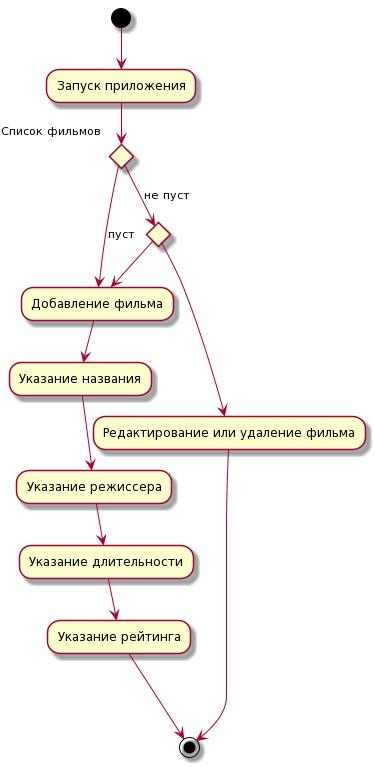 Запуск приложения
Список фильмов
не пуст
пуст
Добавление фильма
Указание названия
Редактирование или удаление фильма
Указание режиссера
Указание длительности
Указание рейтинга